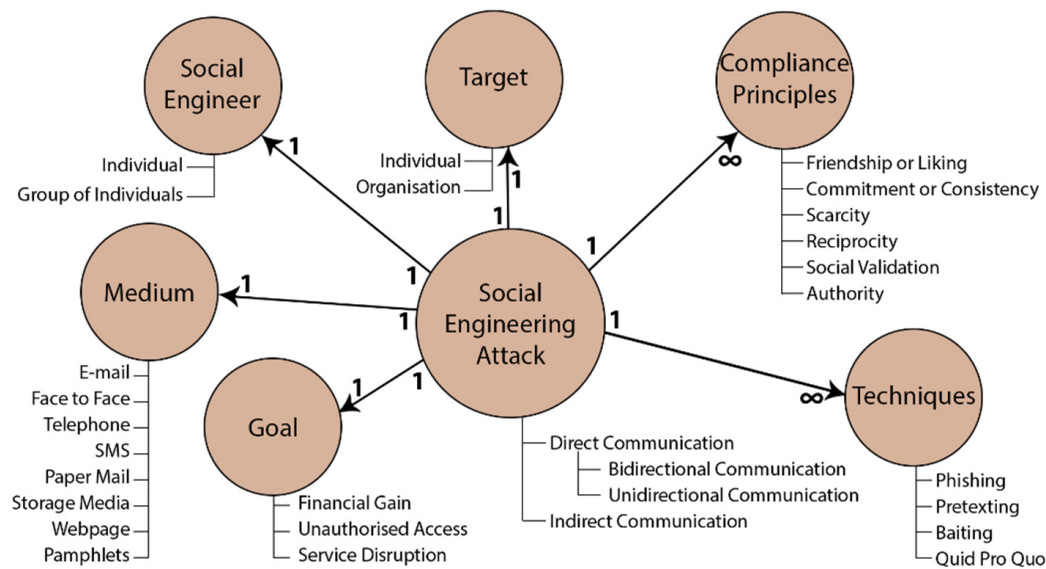 Social
Engineer
Individual
Group of Individuals
1
Target
Individual
Organisation
1
1
Compliance
Principles
∞
Friendship or Liking
Commitment or Consistency
Scarcity
Reciprocity
Social Validation
Authority
1
1
Medium
1
1
E-mail
Face to Face
Telephone
SMS
Paper Mail
Storage Media
Webpage
Pamphlets
Social
Engineering
Attack
1
Direct Communication
Bidirectional Communication
Unidirectional Communication
Indirect Communication
Goal
1
1
Financial Gain
Unauthorised Access
Service Disruption
Techniques
∞
Phishing
Pretexting
Baiting
Quid Pro Quo